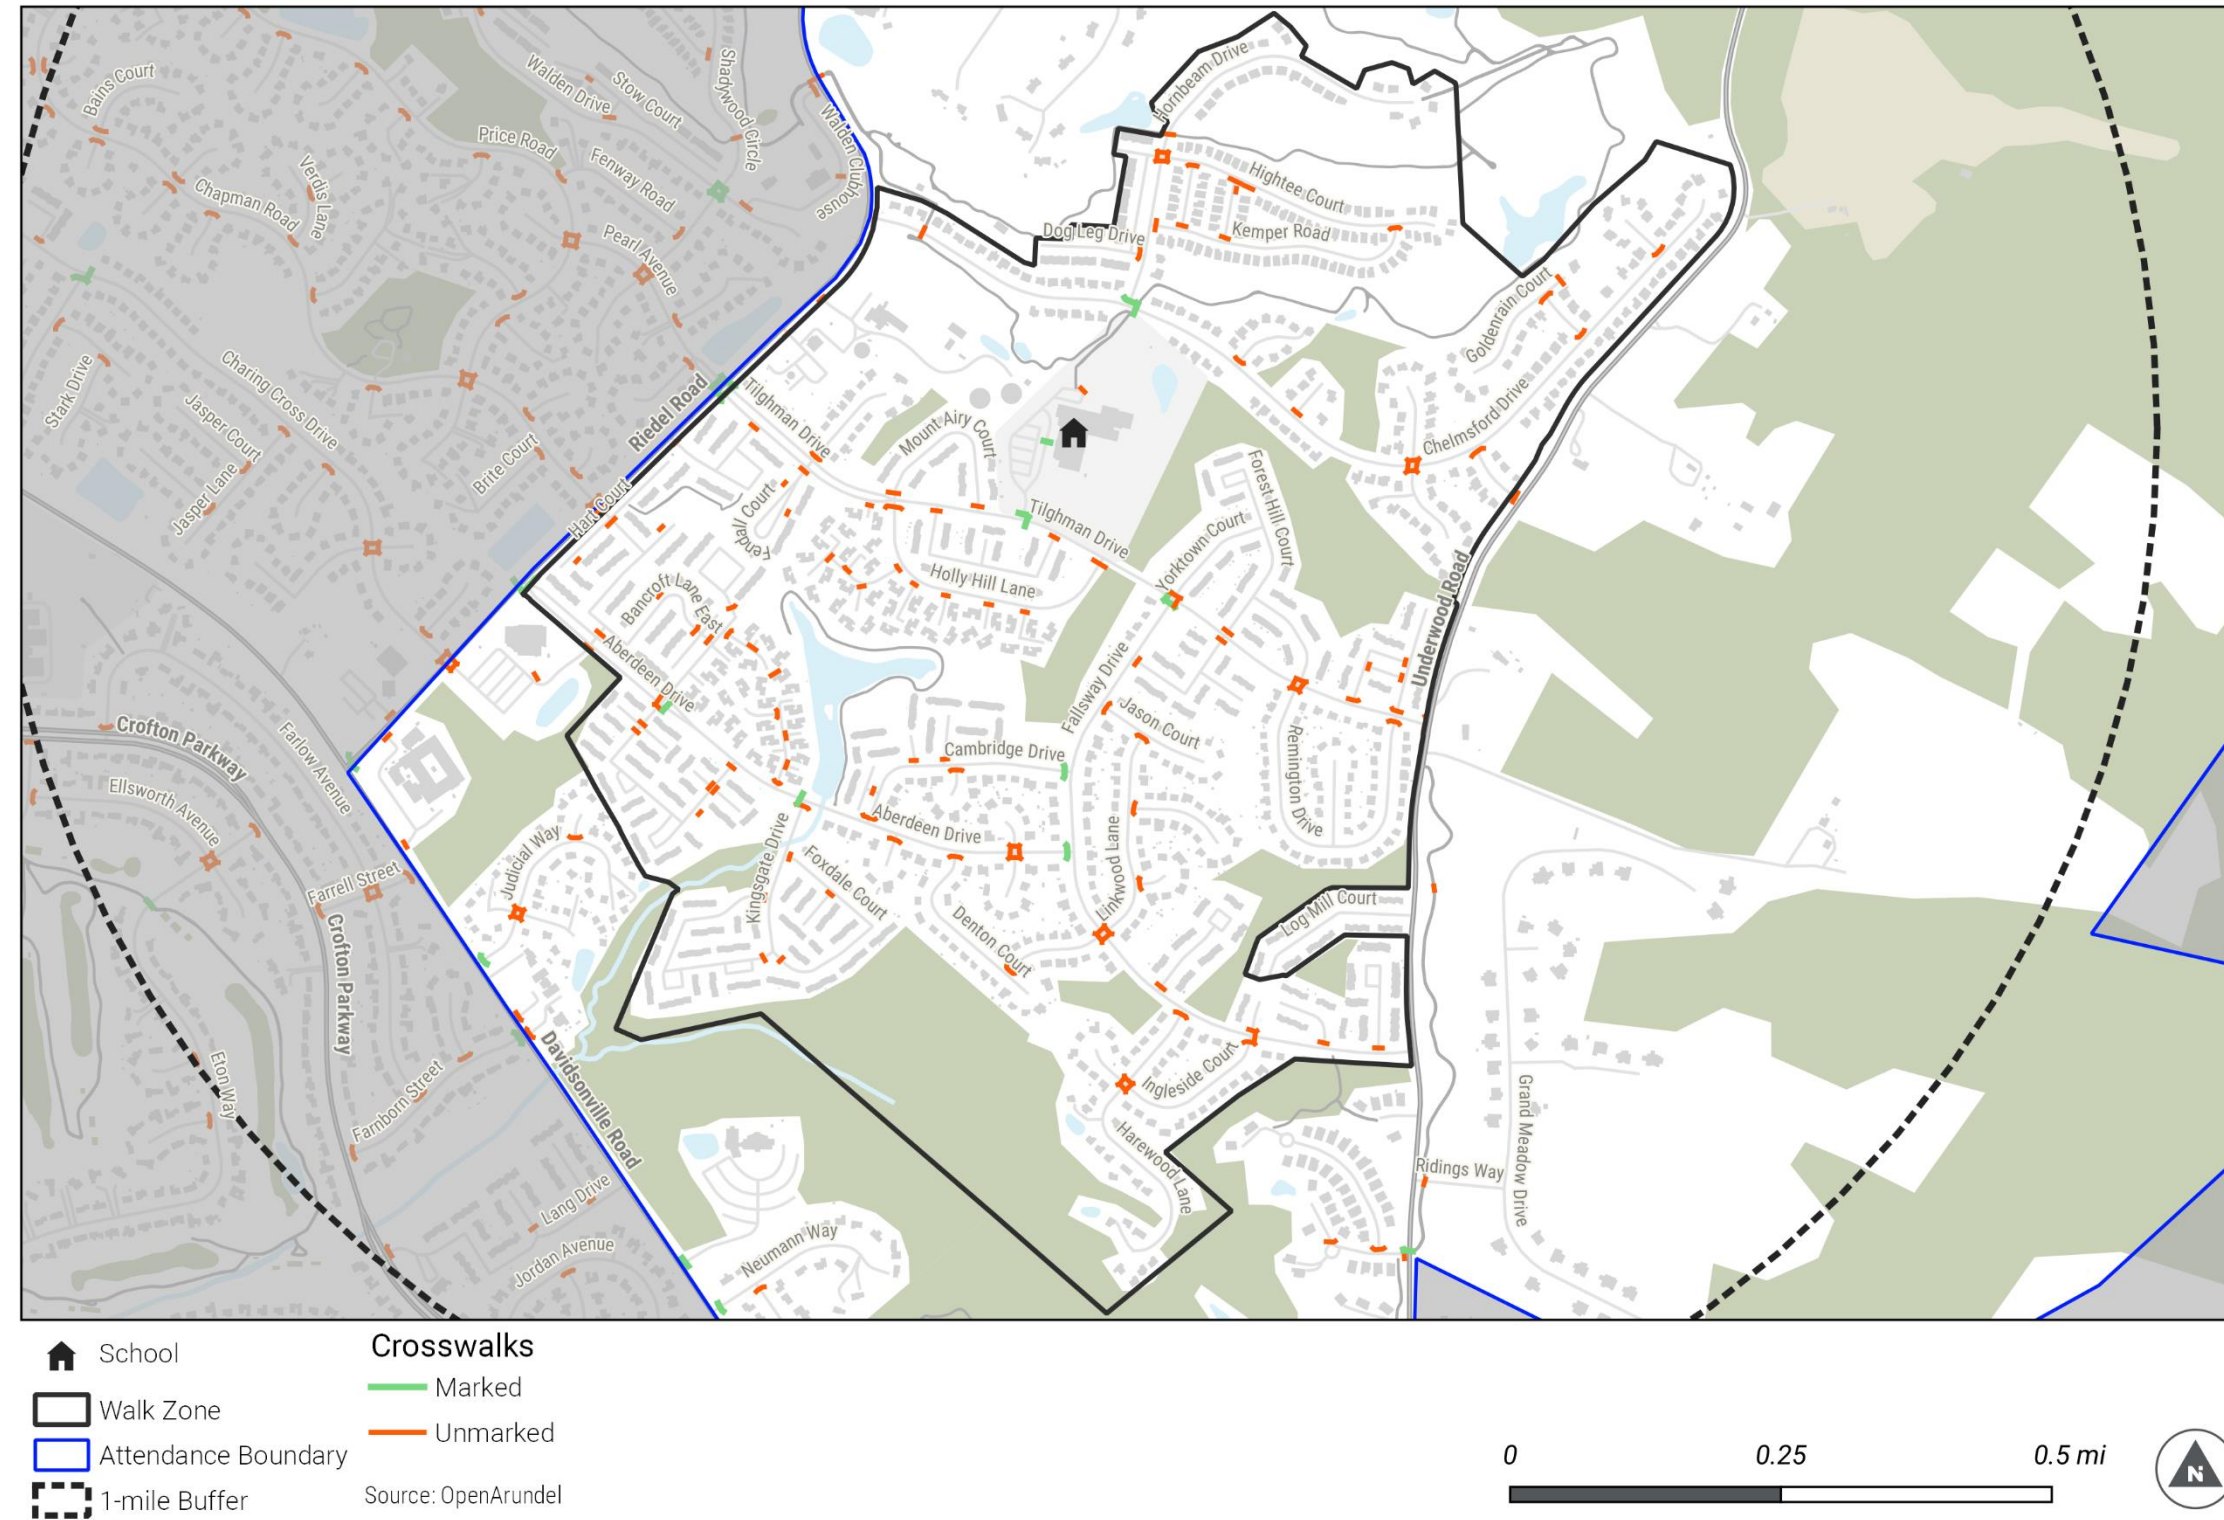 Bains Court
Walden Drive
Stow Court
Shadywood Circle
Walden Clubhouse
Hornbeam Drive
Price Road
Fenway Road
Verdis Lane
Chapman Road
Pearl Avenue
Hightee Court
Dog Leg Drive
Kemper Road
Goldenrain Court
Stark Drive
Charing Cross Drive
Jasper Court
Jasper Lane
Brite Court
Riedel Road
Hart Court
Tilghman Drive
Mount Airy Court
Chelmsford Drive
Fendall Court
Tilghman Drive
Forest Hill Court
Yorktown Court
Holly Hill Lane
Bancroft Lane East
Underwood Road
Aberdeen Drive
Fallsway Drive
Jason Court
Remington Drive
Cambridge Drive
Crofton Parkway
Farlow Avenue
Ellsworth Avenue
Aberdeen Drive
Kingsgate Drive
Foxdale Court
Linkwood Lane
Judicial Way
Farrell Street
Crofton Parkway
Log Mill Court
Denton Court
Davidsonville Road
Eton Way
Farnborn Street
Ingleside Court
Harewood Lane
Ridings Way
Grand Meadow Drive
Lang Drive
Jordan Avenue
Neumann Way
School
Walk Zone
Attendance Boundary
1-mile Buffer
Crosswalks
Marked
Unmarked
Source: OpenArundel
0 0.25 0.5 mi
N